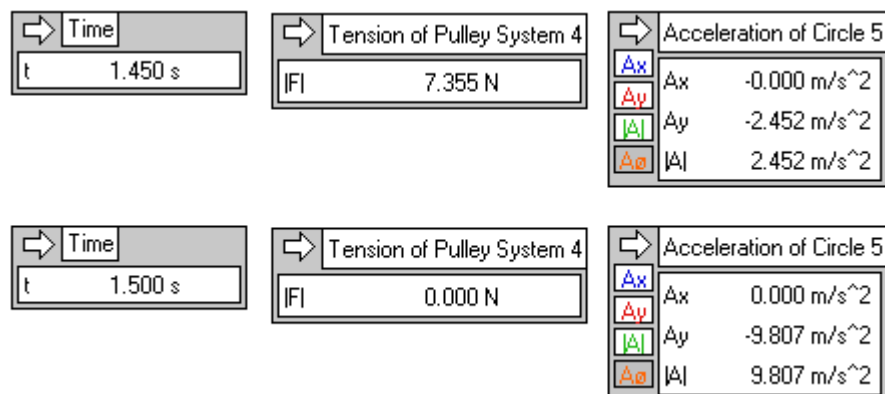 Time
t 1.450 s
Tension of Pulley System 4
|F| 7.355 N
Acceleration of Circle 5
Ax
Ay
|A|
Aø
Ax -0.000 m/s^2
Ay -2.452 m/s^2
|A| 2.452 m/s^2
Time
t 1.500 s
Tension of Pulley System 4
|F| 0.000 N
Acceleration of Circle 5
Ax
Ay
|A|
Aø
Ax 0.000 m/s^2
Ay -9.807 m/s^2
|A| 9.807 m/s^2